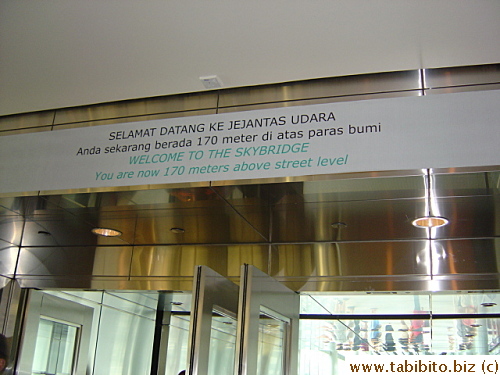 SELAMAT DATANG KE JEJANTAS UDARA
Anda sekarang berada 170 meter di atas paras bumi
WELCOME TO THE SKYBRIDGE
You are now 170 meters above street level
www.tabibito.biz (c)